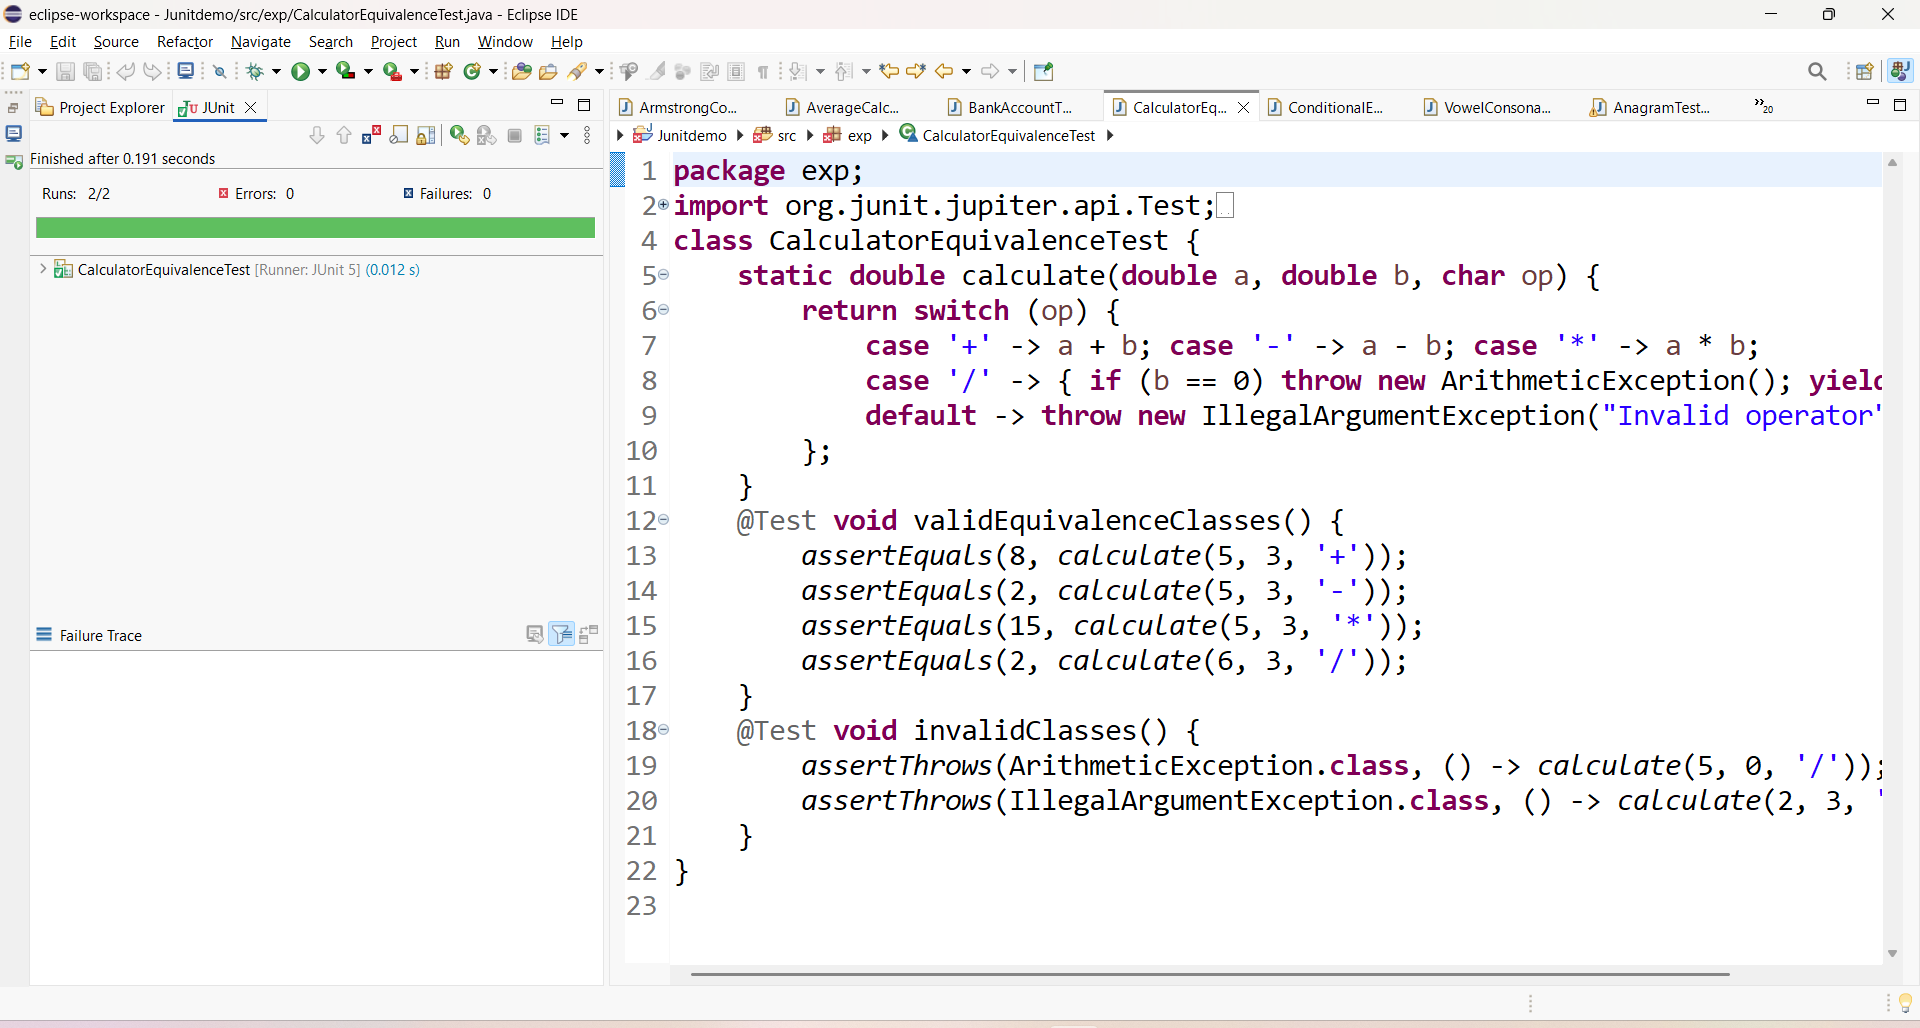 eclipse-workspace - Junitdemo/src/exp/CalculatorEquivalenceTest.java - Eclipse IDE
File Edit Source Refactor Navigate Search Project Run Window Help
Project Explorer JUnit
Finished after 0.191 seconds
Runs: 2/2 Errors: 0 Failures: 0
CalculatorEquivalenceTest [Runner: JUnit 5] (0.012 s)
Failure Trace
ArmstrongCo... AverageCalc... BankAccountT... CalculatorEq... ConditionalE... VowelConsona... AnagramTest... »20
Junitdemo src exp CalculatorEquivalenceTest
1 package exp;
2 import org.junit.jupiter.api.Test;
4 class CalculatorEquivalenceTest {
5 static double calculate(double a, double b, char op) {
6 return switch (op) {
7 case '+' -> a + b; case '-' -> a - b; case '*' -> a * b;
8 case '/' -> { if (b == 0) throw new ArithmeticException(); yield
9 default -> throw new IllegalArgumentException("Invalid operator"
10 };
11 }
12 @Test void validEquivalenceClasses() {
13 assertEquals(8, calculate(5, 3, '+'));
14 assertEquals(2, calculate(5, 3, '-'));
15 assertEquals(15, calculate(5, 3, '*'));
16 assertEquals(2, calculate(6, 3, '/'));
17 }
18 @Test void invalidClasses() {
19 assertThrows(ArithmeticException.class, () -> calculate(5, 0, '/'));
20 assertThrows(IllegalArgumentException.class, () -> calculate(2, 3, '
21 }
22 }
23